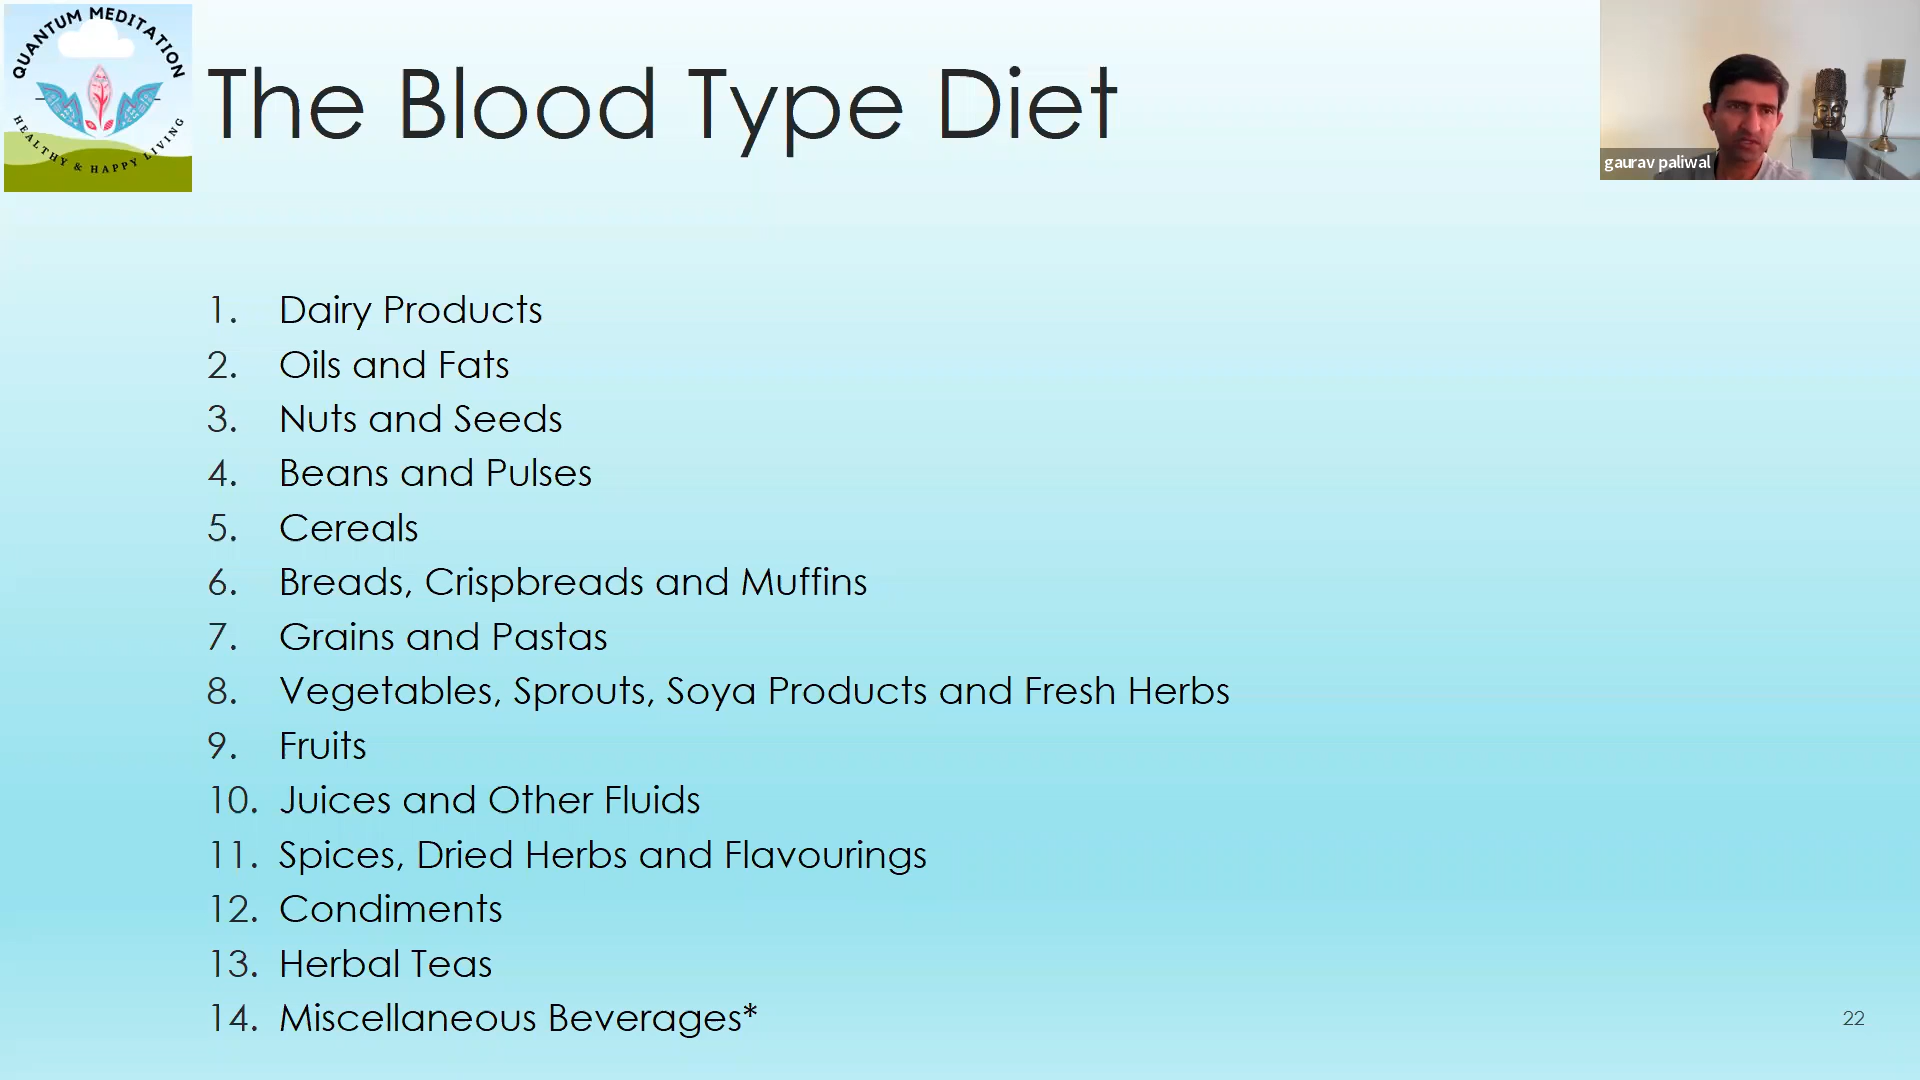 QUANTUM MEDITATION
HEALTHY & HAPPY LIVING
The Blood Type Diet
gaurav paliwal
1. Dairy Products
2. Oils and Fats
3. Nuts and Seeds
4. Beans and Pulses
5. Cereals
6. Breads, Crispbreads and Muffins
7. Grains and Pastas
8. Vegetables, Sprouts, Soya Products and Fresh Herbs
9. Fruits
10. Juices and Other Fluids
11. Spices, Dried Herbs and Flavourings
12. Condiments
13. Herbal Teas
14. Miscellaneous Beverages*
22